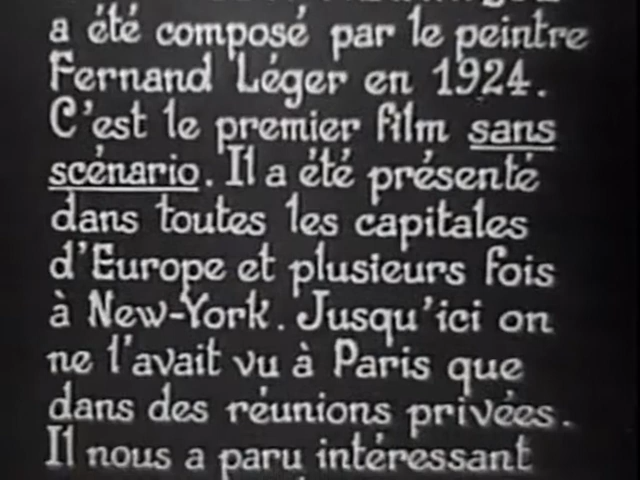 a été composé par le peintre
Fernand Léger en 1924.
C'est le premier film sans
scénario. Il a été présenté
dans toutes les capitales
d'Europe et plusieurs fois
à New-York. Jusqu'ici on
ne l'avait vu à Paris que
dans des réunions privées.
Il nous a paru intéressant